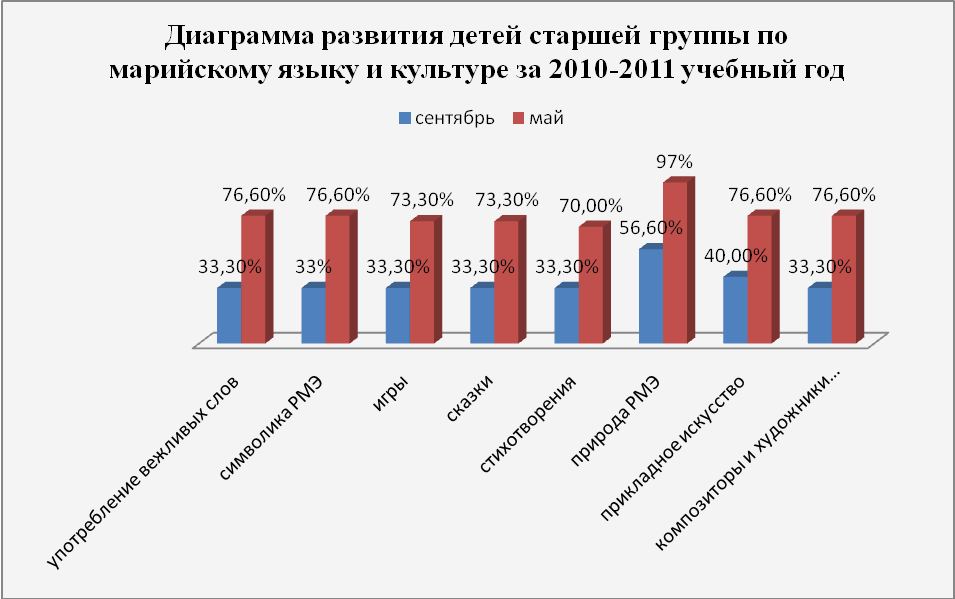 Диаграмма развития детей старшей группы по
марийскому языку и культуре за 2010-2011 учебный год
сентябрь май
97%
76,60% 76,60% 73,30% 73,30% 70,00% 76,60% 76,60%
56,60%
40,00%
33,30% 33% 33,30% 33,30% 33,30% 33,30%
употребление вежливых слов
символика РМЭ
игры
сказки
стихотворения
природа РМЭ
прикладное искусство
композиторы и художники...